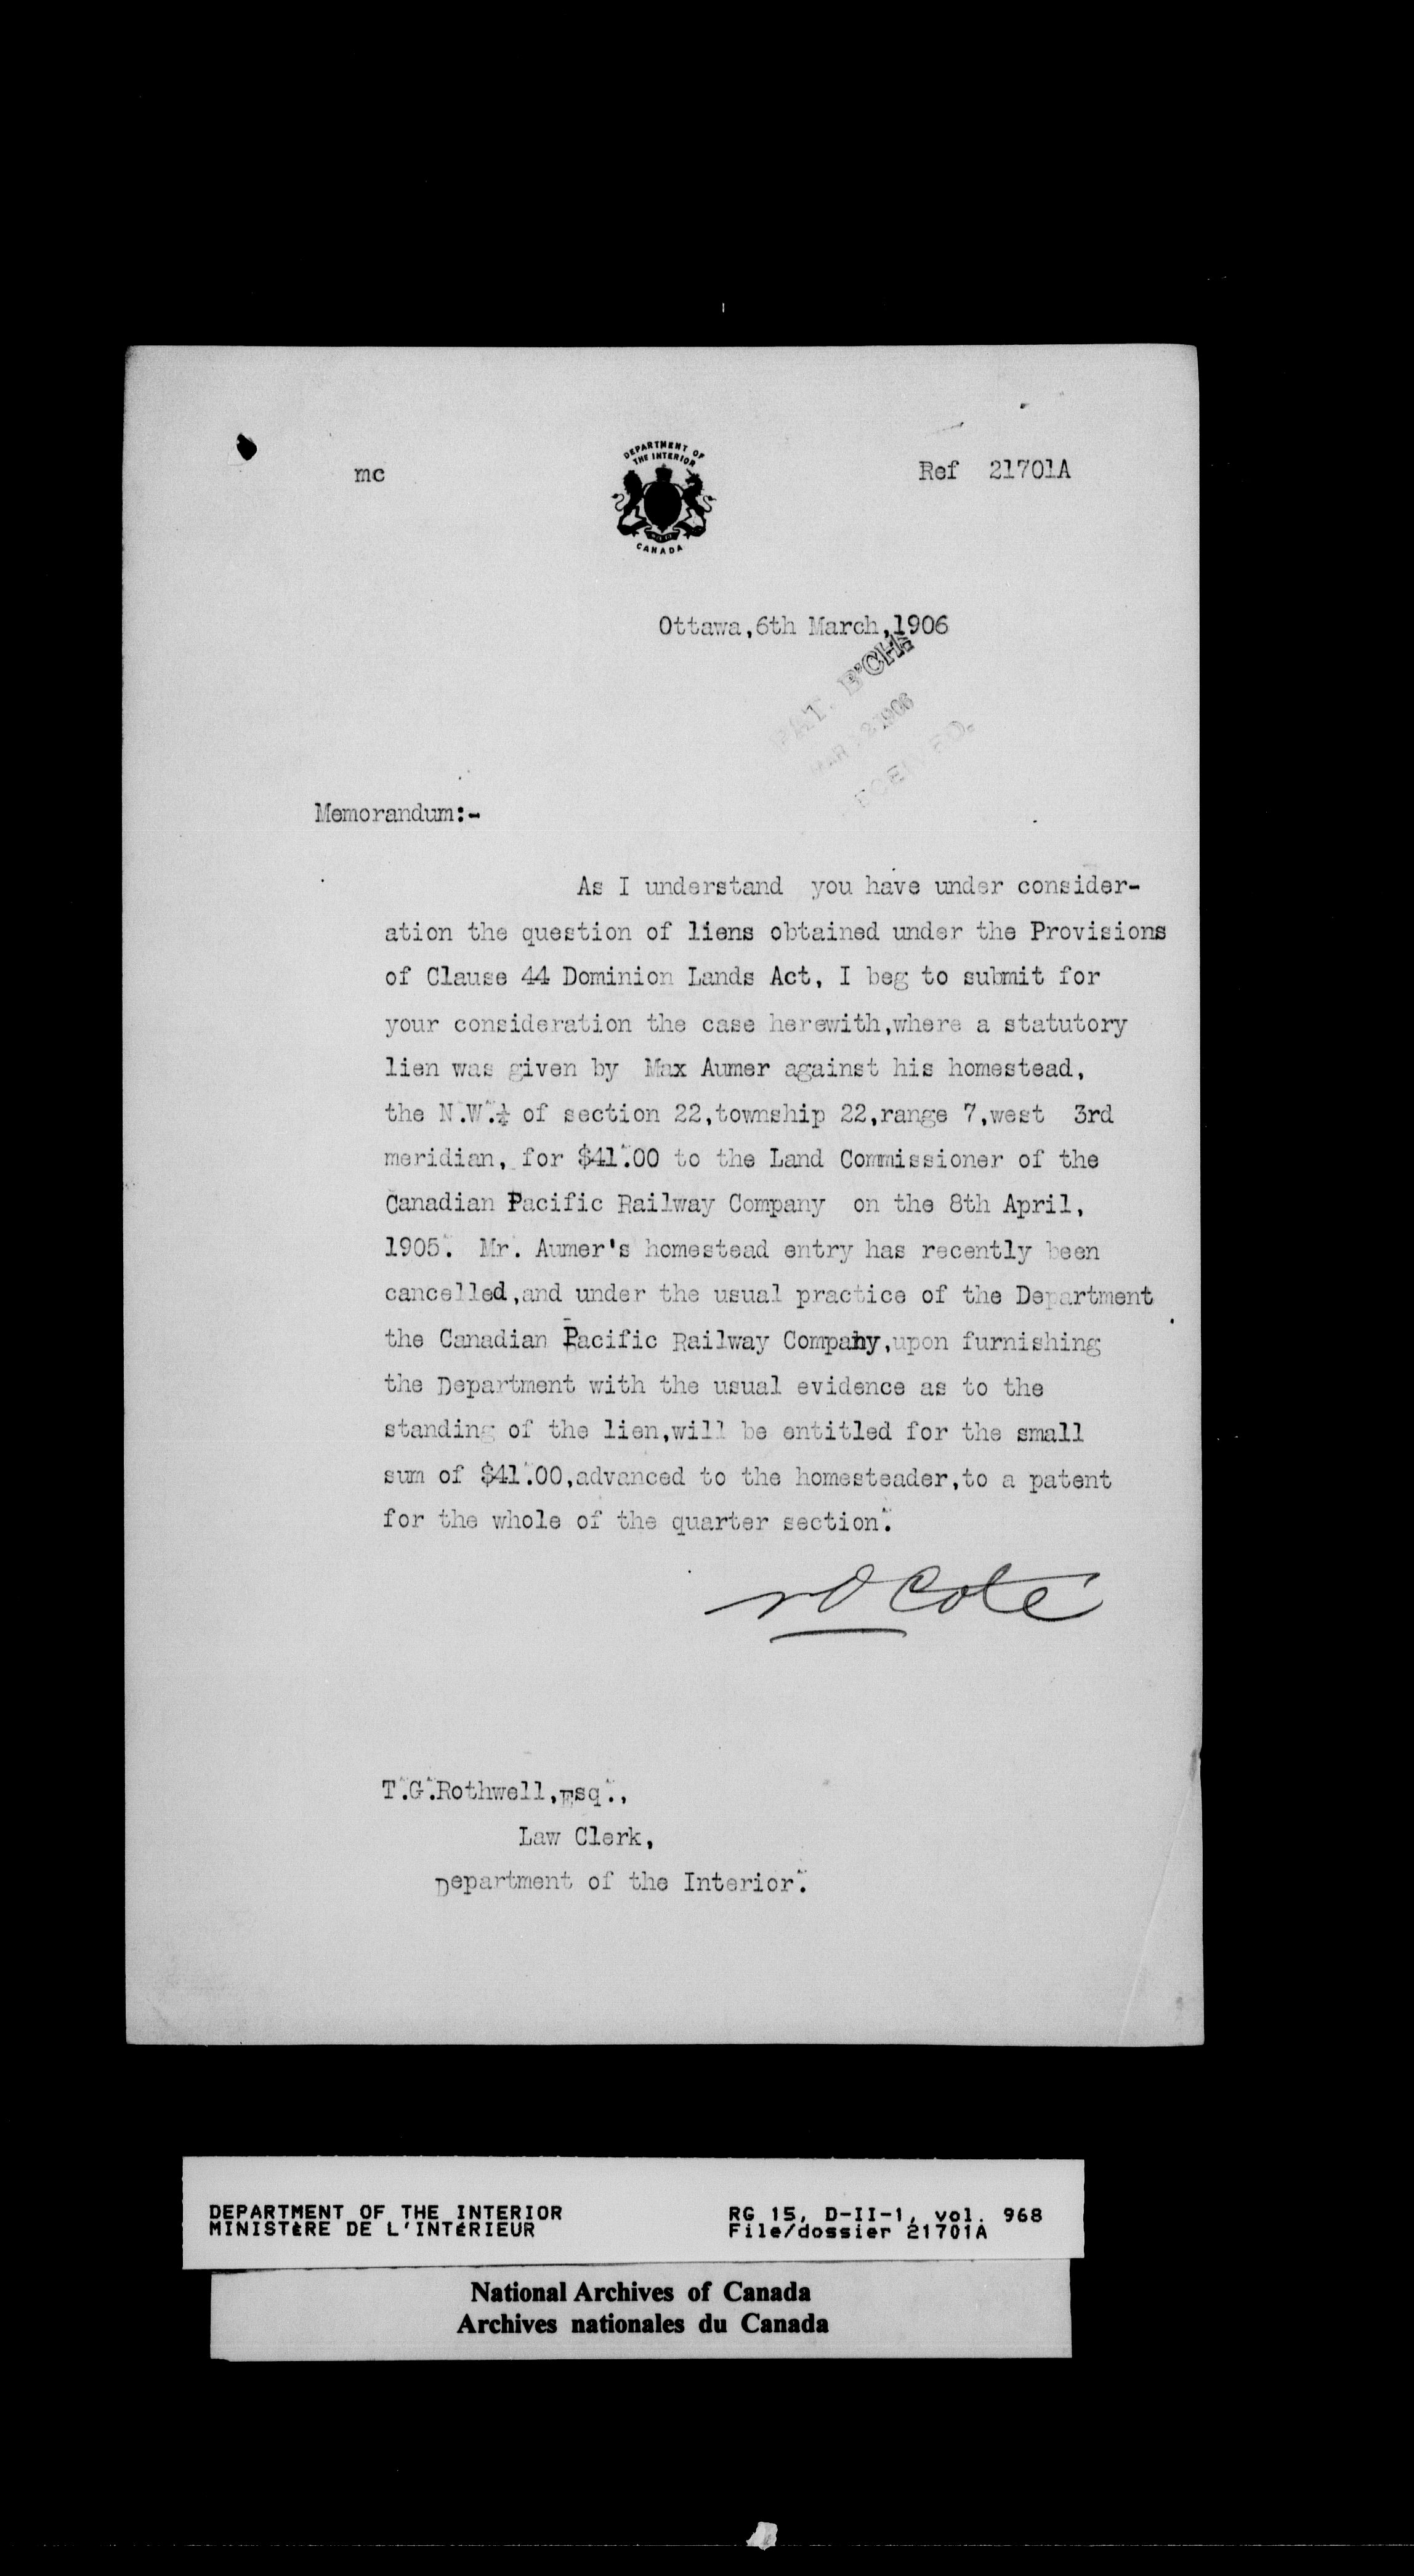 mc
DEPARTMENT OF
THE INTERIOR
CANADA
Ref 21701A
Ottawa,6th March,1906
PAT. B'CH.
MAR 1906
Memorandum:-
As I understand you have under consider-
ation the question of liens obtained under the Provisions
of Clause 44 Dominion Lands Act, I beg to submit for
your consideration the case herewith,where a statutory
lien was given by Max Aumer against his homestead,
the N.W.¼ of section 22,township 22,range 7,west 3rd
meridian, for $41.00 to the Land Commissioner of the
Canadian Pacific Railway Company on the 8th April,
1905. Mr. Aumer's homestead entry has recently been
cancelled,and under the usual practice of the Department
the Canadian Pacific Railway Company,upon furnishing
the Department with the usual evidence as to the
standing of the lien,will be entitled for the small
sum of $41.00,advanced to the homesteader,to a patent
for the whole of the quarter section.
N O Coté
T.G.Rothwell,Esq.,
Law Clerk,
Department of the Interior.
DEPARTMENT OF THE INTERIOR
MINISTÈRE DE L'INTÉRIEUR
RG 15, D-II-1, vol. 968
File/dossier 21701A
National Archives of Canada
Archives nationales du Canada